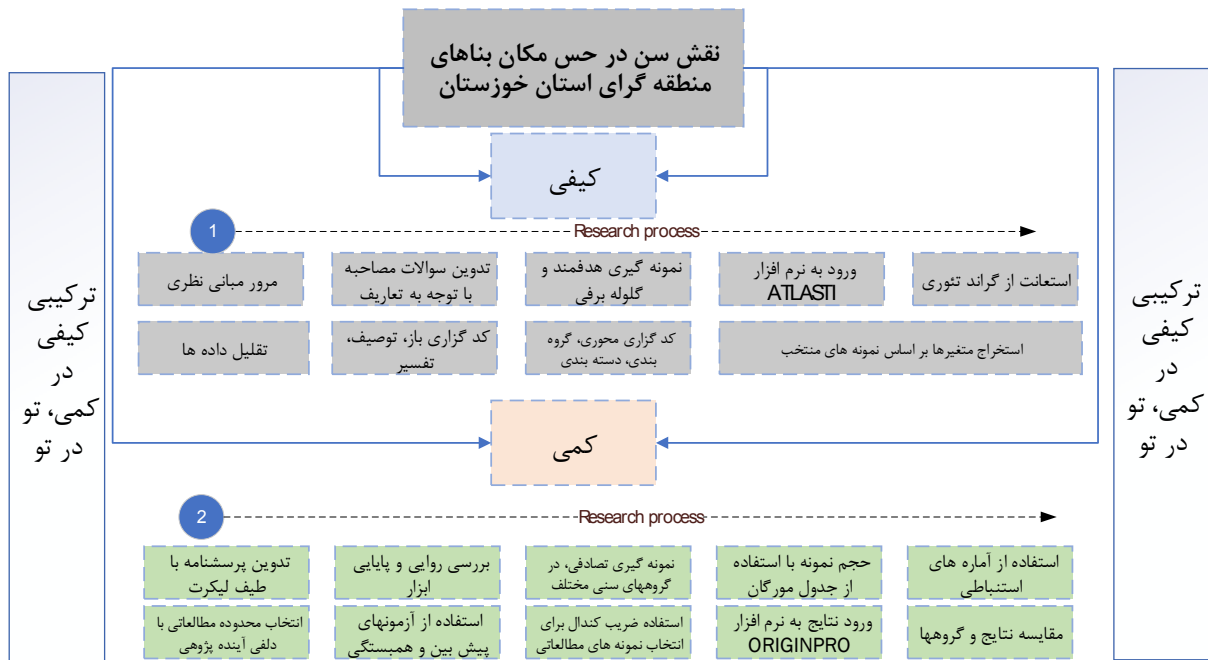 نقش سن در حس مکان بناهای
منطقه گرای استان خوزستان
ترکیبی
کیفی
در
کمی، تو
در تو
ترکیبی
کیفی
در
کمی، تو
در تو
کیفی
1
Research process
مرور مبانی نظری
تدوین سوالات مصاحبه
با توجه به تعاریف
نمونه گیری هدفمند و
گلوله برفی
ورود به نرم افزار
ATLASTI
استعانت از گراند تئوری
تقلیل داده ها
کد گزاری باز، توصیف،
تفسیر
کد گزاری محوری، گروه
بندی، دسته بندی
استخراج متغیرها بر اساس نمونه های منتخب
کمی
2
Research process
تدوین پرسشنامه با
طیف لیکرت
بررسی روایی و پایایی
ابزار
نمونه گیری تصادفی، در
گروههای سنی مختلف
حجم نمونه با استفاده
از جدول مورگان
استفاده از آماره های
استنباطی
انتخاب محدوده مطالعاتی با
دلفی آینده پژوهی
استفاده از آزمونهای
پیش بین و همبستگی
استفاده ضریب کندال برای
انتخاب نمونه های مطالعاتی
ورود نتایج به نرم افزار
ORIGINPRO
مقایسه نتایج و گروهها